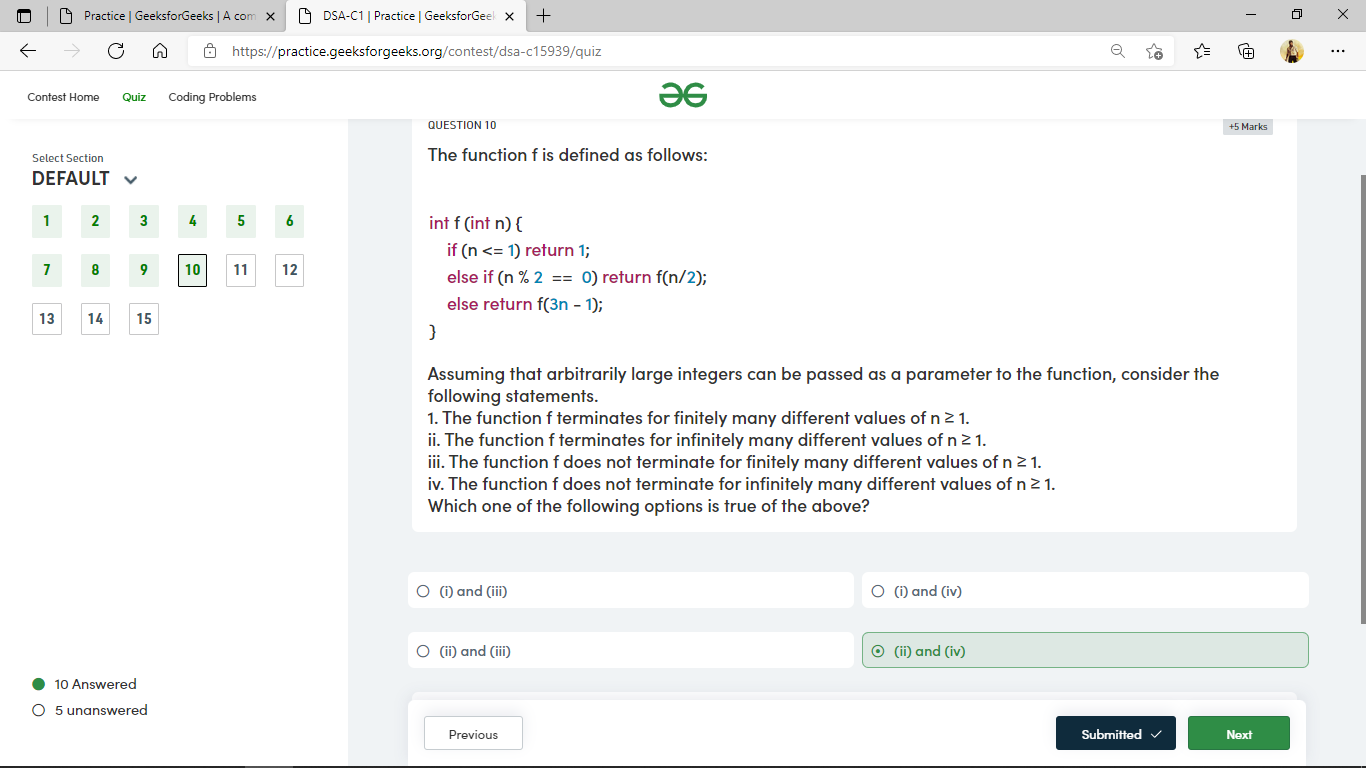 Practice | GeeksforGeeks | A com
DSA-C1 | Practice | GeeksforGeek
https://practice.geeksforgeeks.org/contest/dsa-c15939/quiz
Contest Home Quiz Coding Problems
Select Section
DEFAULT
1 2 3 4 5 6
7 8 9 10 11 12
13 14 15
10 Answered
5 unanswered
QUESTION 10
+5 Marks
The function f is defined as follows:
int f (int n) {
if (n <= 1) return 1;
else if (n % 2 == 0) return f(n/2);
else return f(3n - 1);
}
Assuming that arbitrarily large integers can be passed as a parameter to the function, consider the
following statements.
1. The function f terminates for finitely many different values of n ≥ 1.
ii. The function f terminates for infinitely many different values of n ≥ 1.
iii. The function f does not terminate for finitely many different values of n ≥ 1.
iv. The function f does not terminate for infinitely many different values of n ≥ 1.
Which one of the following options is true of the above?
(i) and (iii)
(i) and (iv)
(ii) and (iii)
(ii) and (iv)
Previous
Submitted ✓
Next